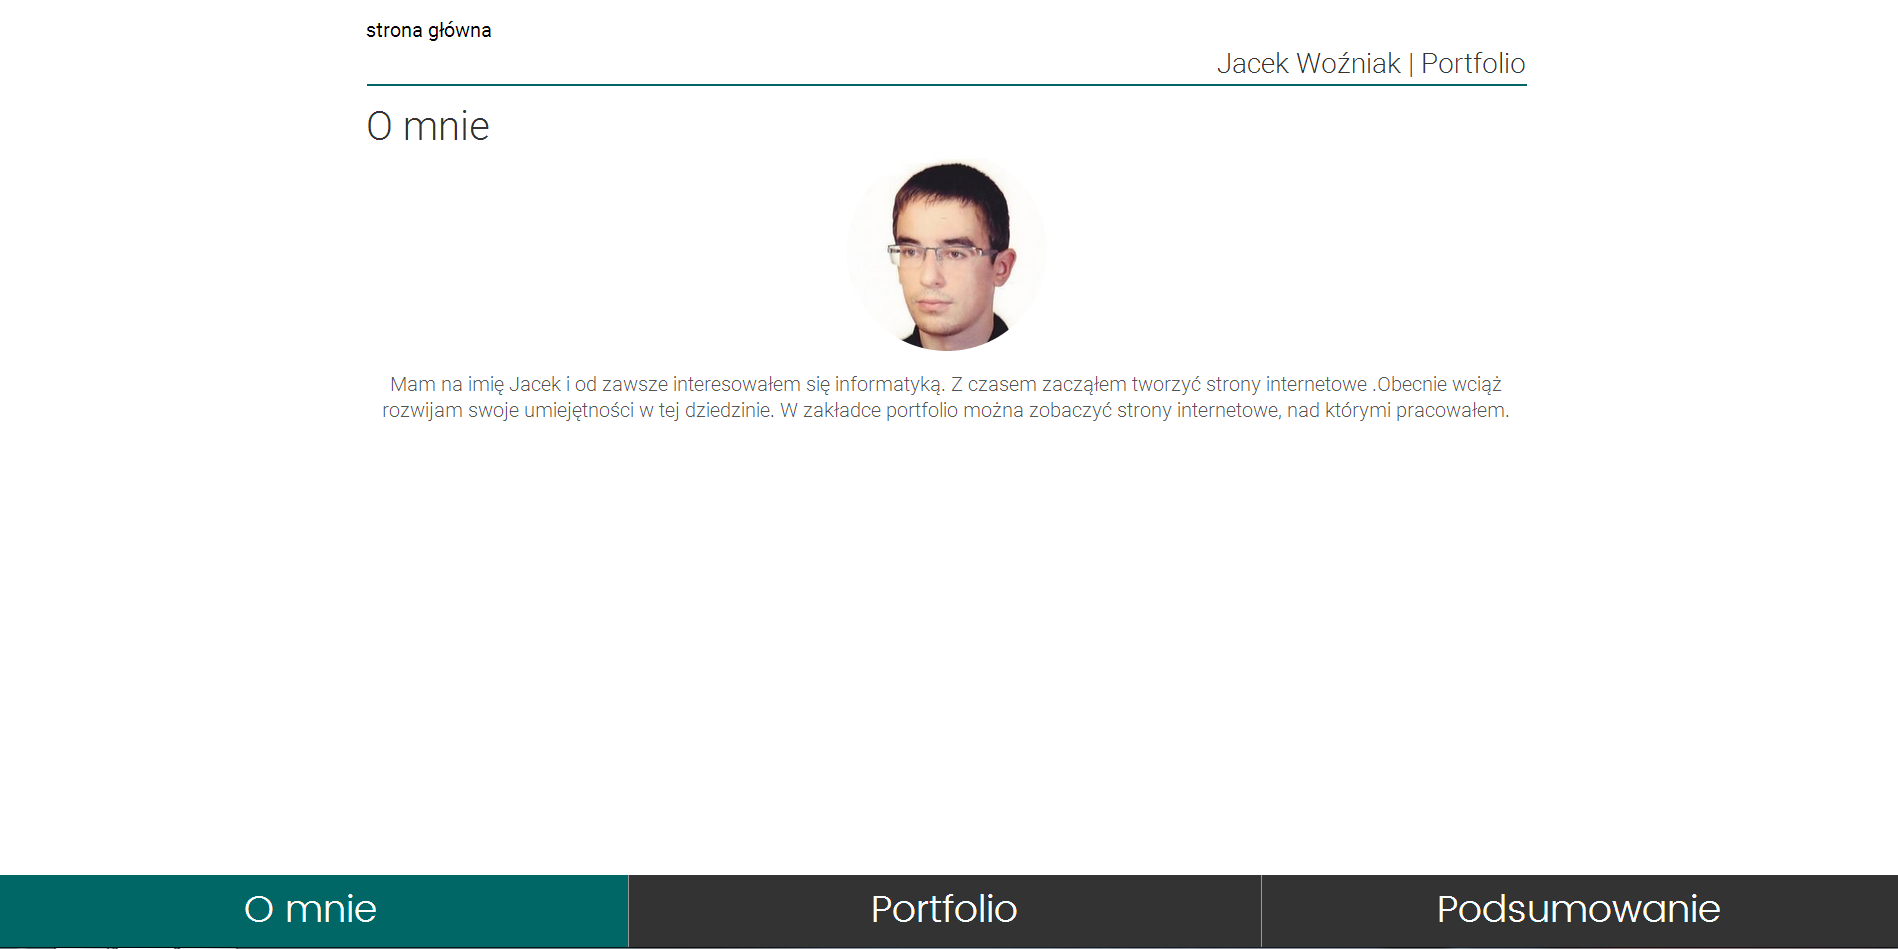 strona główna
Jacek Woźniak | Portfolio
O mnie
Mam na imię Jacek i od zawsze interesowałem się informatyką. Z czasem zacząłem tworzyć strony internetowe .Obecnie wciąż
rozwijam swoje umiejętności w tej dziedzinie. W zakładce portfolio można zobaczyć strony internetowe, nad którymi pracowałem.
O mnie
Portfolio
Podsumowanie